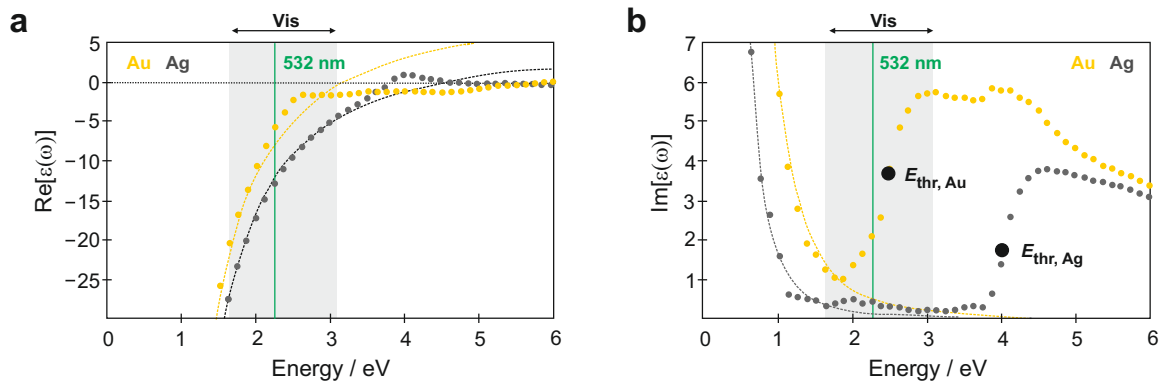 a
Vis
Au Ag
532 nm
Re[ε(ω)]
5
0
−5
−10
−15
−20
−25
0 1 2 3 4 5 6
Energy / eV
b
Vis
532 nm
Au Ag
Im[ε(ω)]
7
6
5
4
3
2
1
E thr, Au
E thr, Ag
0 1 2 3 4 5 6
Energy / eV